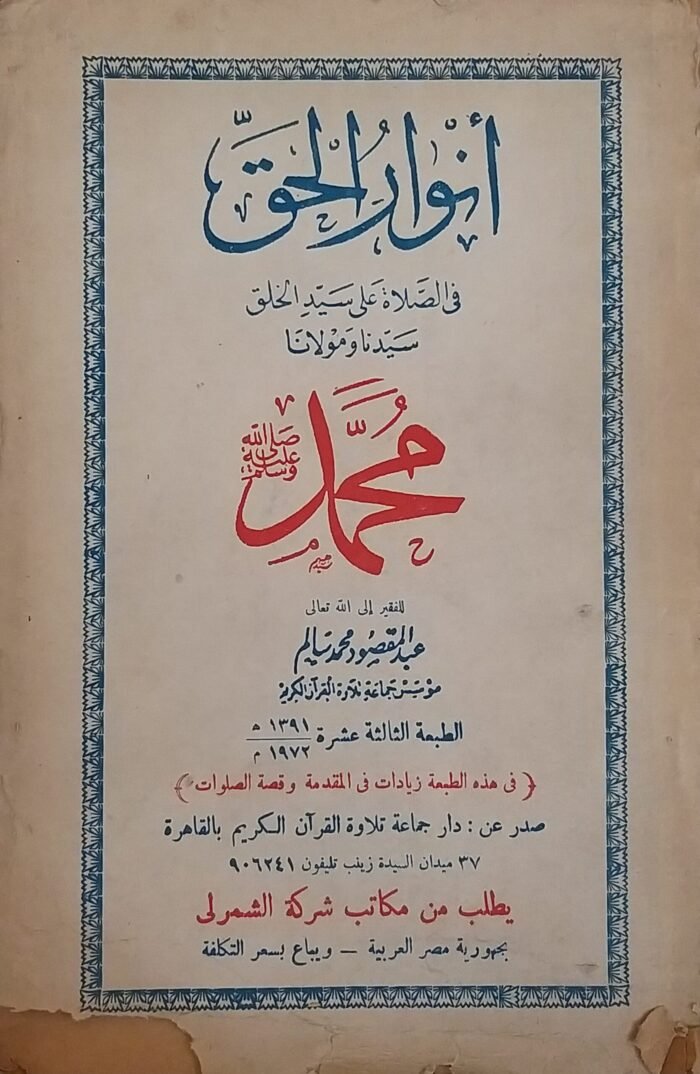 أنوار الحق
في الصلاة على سيد الخلق
سيدنا ومولانا
محمد
صلى الله
عليه
وسلم
للفقير إلى الله تعالى
عبد المقصود محمد سالم
مؤسس جماعة تلاوة القرآن الكريم
الطبعة الثالثة عشرة ١٣٩١ هـ
١٩٧٢ م
( فى هذه الطبعة زيادات فى المقدمة وقصة الصلوات )
صدر عن : دار جماعة تلاوة القرآن الكريم بالقاهرة
٣٧ ميدان السيدة زينب تليفون ٩٠٦٢٤١
يطلب من مكاتب شركة الشمرلى
بجمهورية مصر العربية – ويباع بسعر التكلفة